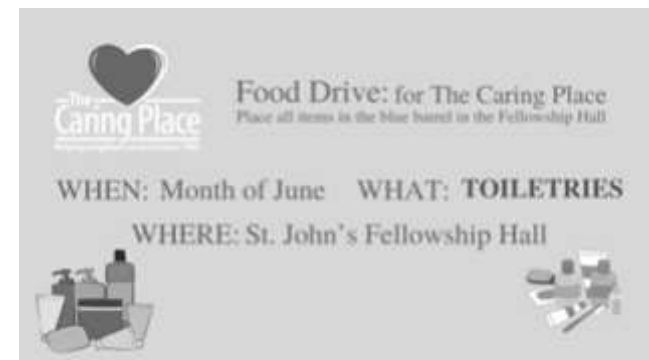 The
Caring Place
Food Drive: for The Caring Place
Place all items in the blue barrel in the Fellowship Hall
WHEN: Month of June WHAT: TOILETRIES
WHERE: St. John's Fellowship Hall